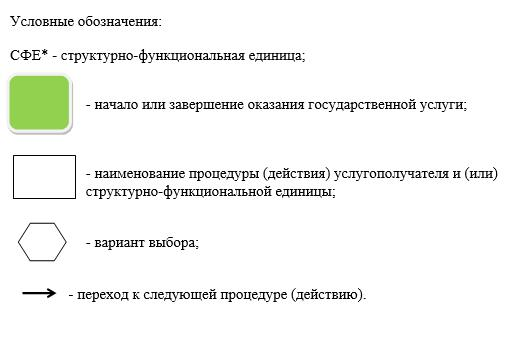 Условные обозначения:
СФЕ* - структурно-функциональная единица;
- начало или завершение оказания государственной услуги;
- наименование процедуры (действия) услугополучателя и (или)
структурно-функциональной единицы;
- вариант выбора;
- переход к следующей процедуре (действию).